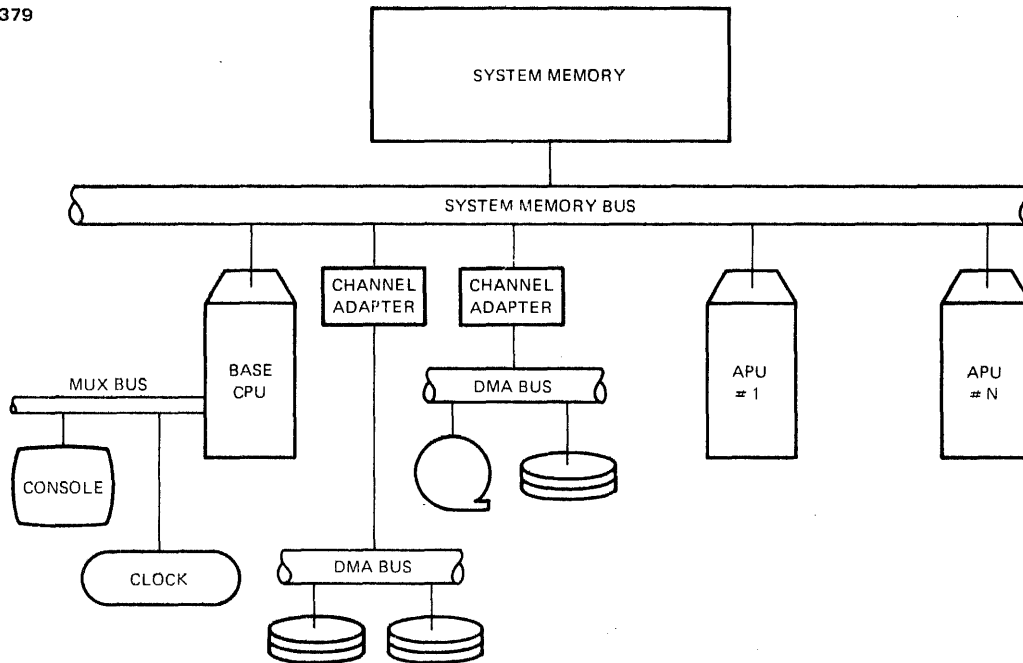 379
SYSTEM MEMORY
SYSTEM MEMORY BUS
CHANNEL
ADAPTER
CHANNEL
ADAPTER
BASE
CPU
APU
# 1
APU
# N
MUX BUS
DMA BUS
CONSOLE
CLOCK
DMA BUS